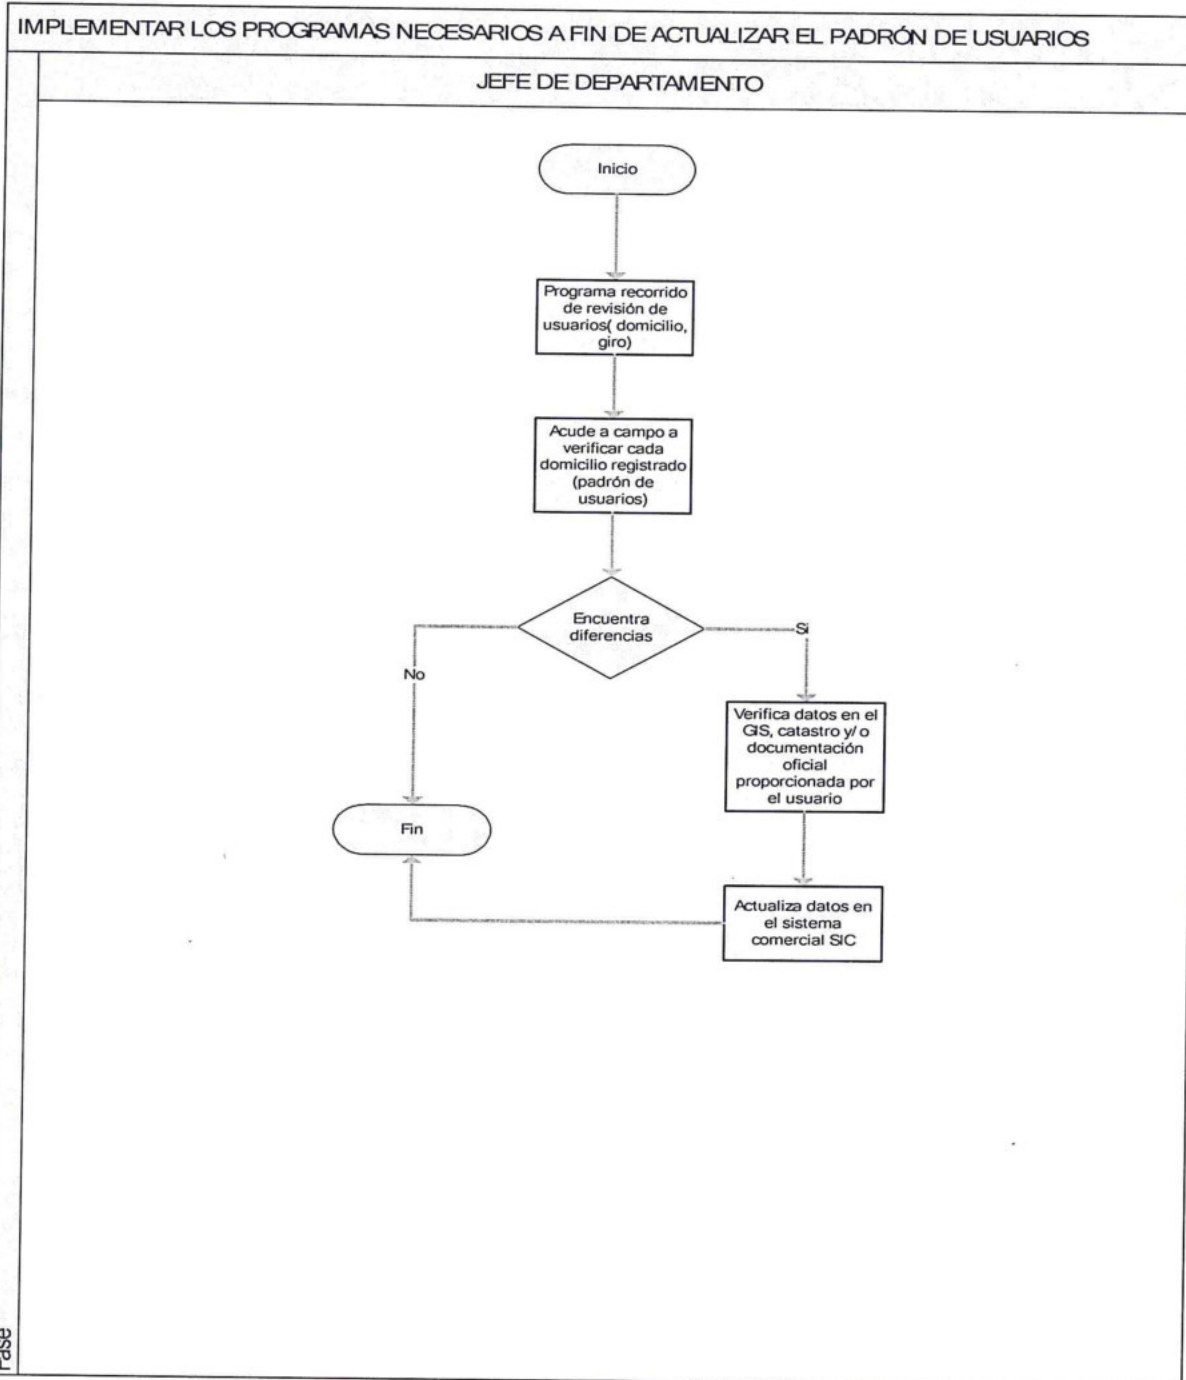 IMPLEMENTAR LOS PROGRAMAS NECESARIOS A FIN DE ACTUALIZAR EL PADRÓN DE USUARIOS
JEFE DE DEPARTAMENTO
Inicio
Programa recorrido
de revisión de
usuarios( domicilio,
giro)
Acude a campo a
verificar cada
domicilio registrado
(padrón de
usuarios)
Encuentra
diferencias
Si
No
Verifica datos en el
GIS, catastro y/ o
documentación
oficial
proporcionada por
el usuario
Fin
Actualiza datos en
el sistema
comercial SIC
Fase